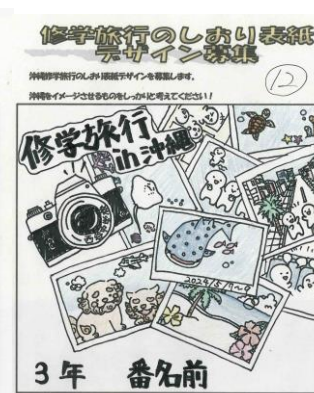 修学旅行のしおり表紙
デザイン募集
沖縄修学旅行のしおり表紙デザインを募集します。
沖縄をイメージさせるものをしっかりと考えてください！
12
修学旅行
in沖縄
3年 番名前